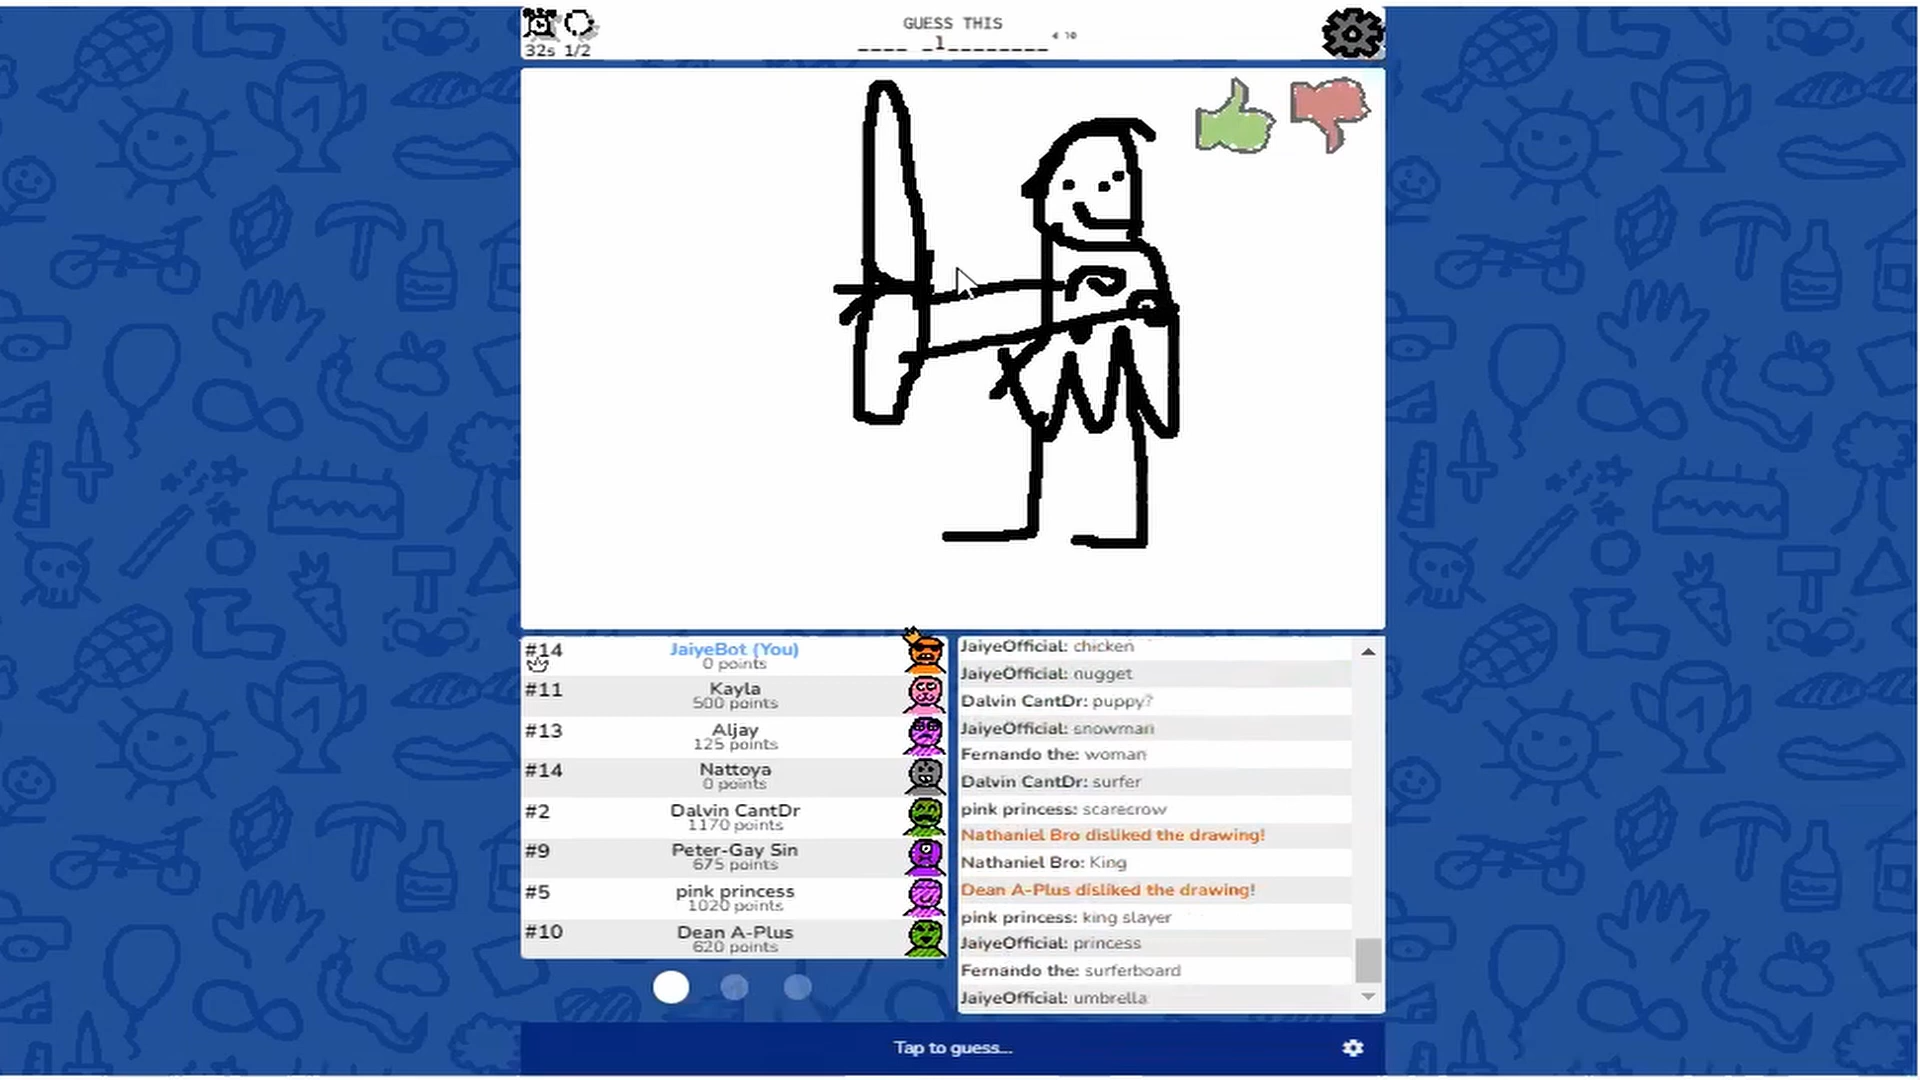 GUESS THIS
____ _l________ 4 10
32s 1/2
#14 JaiyeBot (You)
0 points
#11 Kayla
500 points
#13 Aljay
125 points
#14 Nattoya
0 points
#2 Dalvin CantDr
1170 points
#9 Peter-Gay Sin
675 points
#5 pink princess
1020 points
#10 Dean A-Plus
620 points
JaiyeOfficial: chicken
JaiyeOfficial: nugget
Dalvin CantDr: puppy?
JaiyeOfficial: snowman
Fernando the: woman
Dalvin CantDr: surfer
pink princess: scarecrow
Nathaniel Bro disliked the drawing!
Nathaniel Bro: King
Dean A-Plus disliked the drawing!
pink princess: king slayer
JaiyeOfficial: princess
Fernando the: surferboard
JaiyeOfficial: umbrella
Tap to guess...